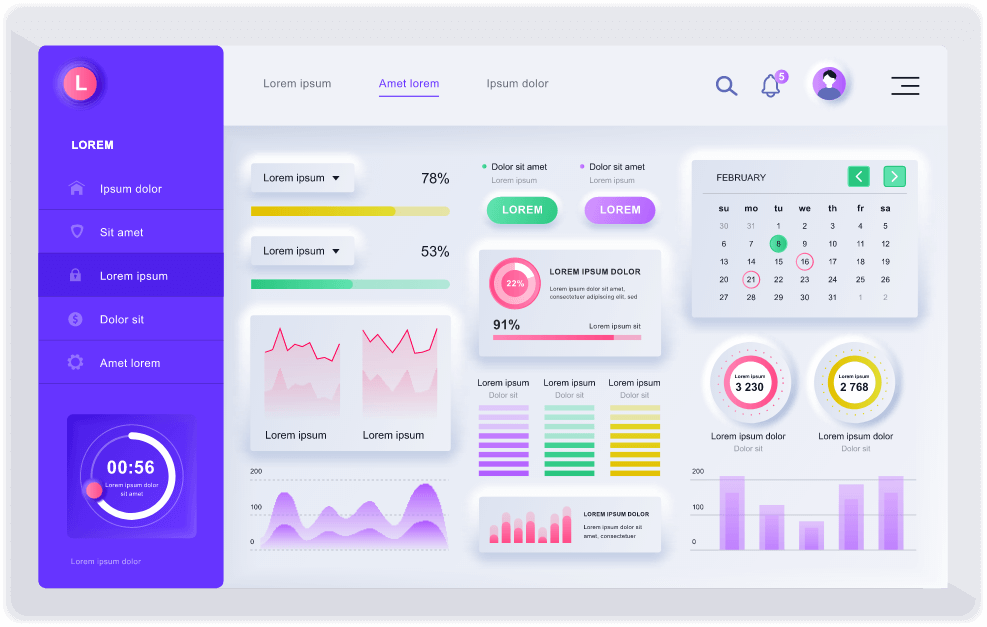 L
LOREM
Ipsum dolor
Sit amet
Lorem ipsum
Dolor sit
Amet lorem
00:56
Lorem ipsum dolor
sit amet
Lorem ipsum dolor
Lorem ipsum Amet lorem Ipsum dolor
5
Lorem ipsum 78%
Lorem ipsum 53%
Lorem ipsum Lorem ipsum
200
100
0
Dolor sit amet Dolor sit amet
Lorem ipsum Lorem ipsum
LOREM LOREM
22%
LOREM IPSUM DOLOR
Lorem ipsum dolor sit amet,
consectetuer adipiscing elit, sed
91% Lorem ipsum sit
Lorem ipsum Lorem ipsum Lorem ipsum
Dolor sit Dolor sit Dolor sit
LOREM IPSUM DOLOR
Lorem ipsum dolor sit
amet, consectetuer
FEBRUARY
su mo tu we th fr sa
30 31 1 2 3 4 5
6 7 8 9 10 11 12
13 14 15 16 17 18 19
20 21 22 23 24 25 26
27 28 29 30 31 1 2
Lorem ipsum Lorem ipsum
3 230 2 768
Lorem ipsum dolor Lorem ipsum dolor
Dolor sit Dolor sit
200
100
0